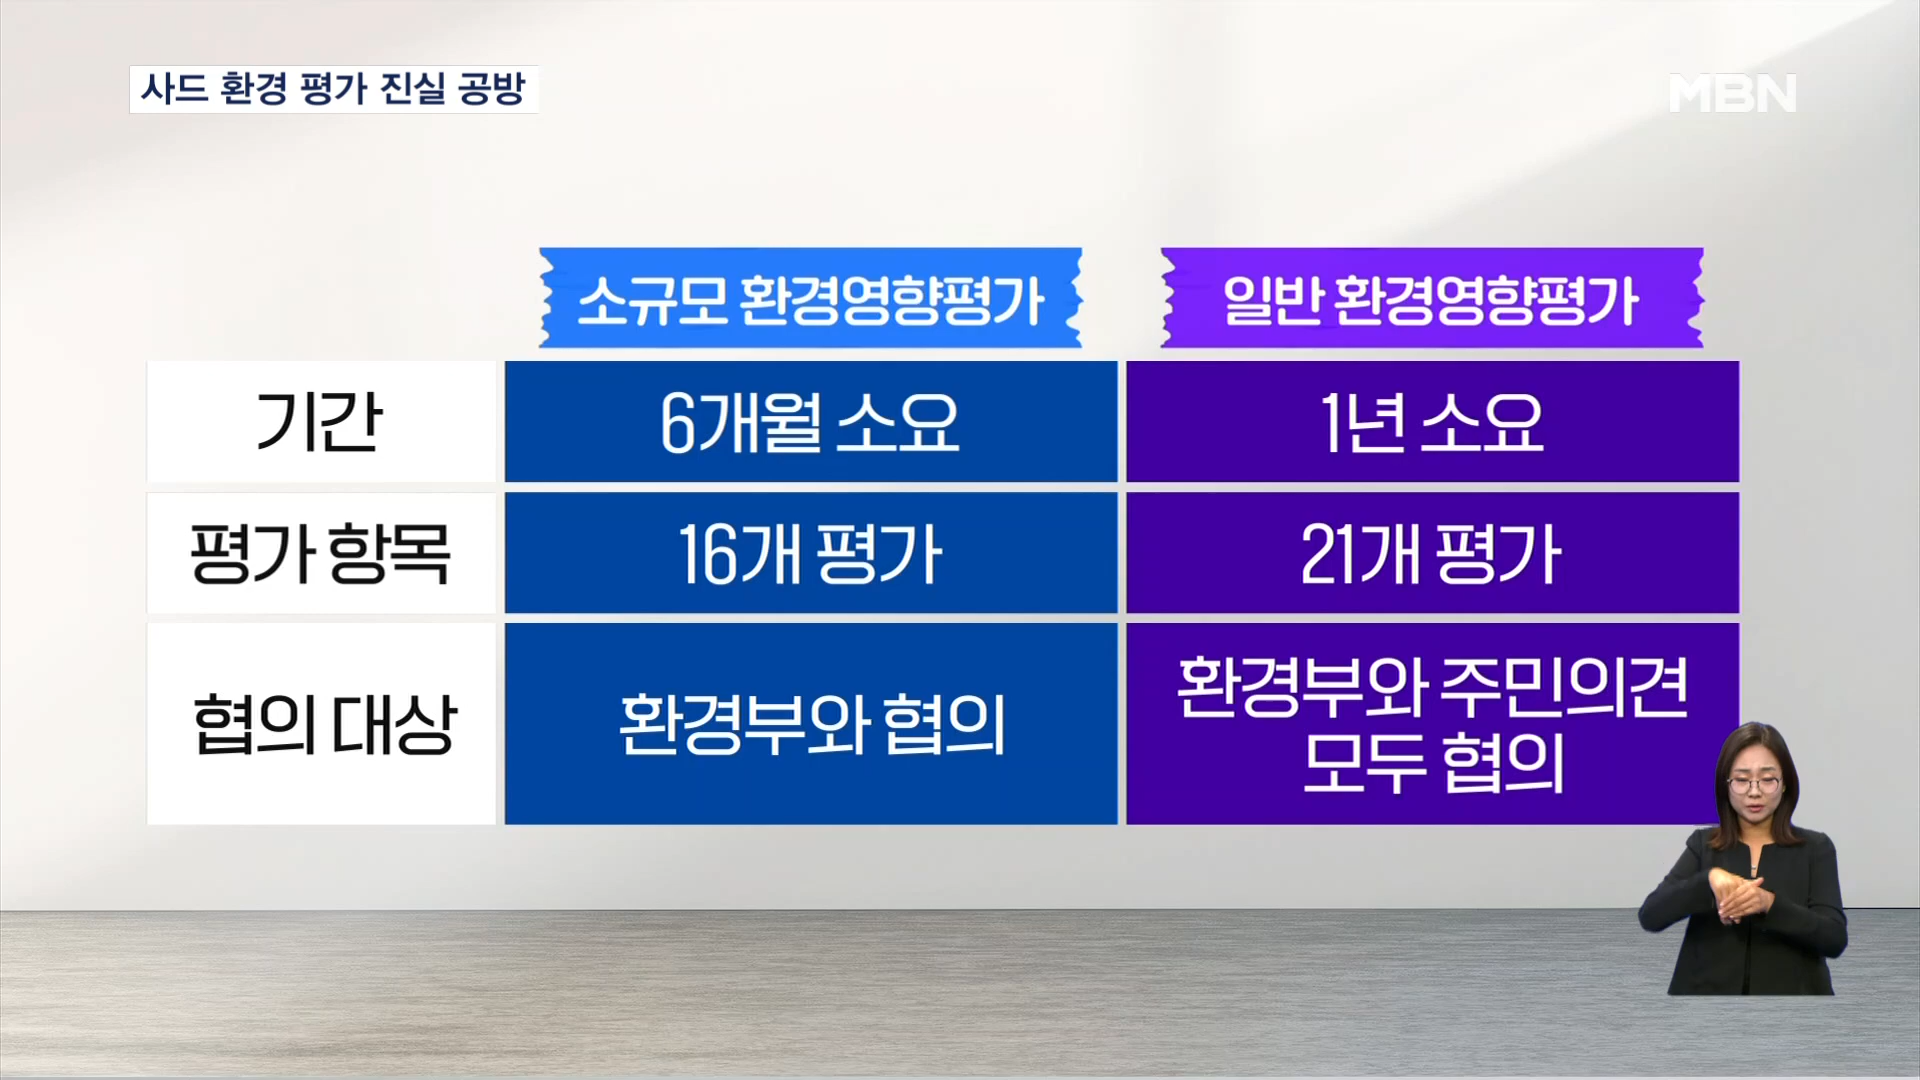 사드 환경 평가 진실 공방
MBN
소규모 환경영향평가
일반 환경영향평가
기간
6개월 소요
1년 소요
평가 항목
16개 평가
21개 평가
협의 대상
환경부와 협의
환경부와 주민의견
모두 협의